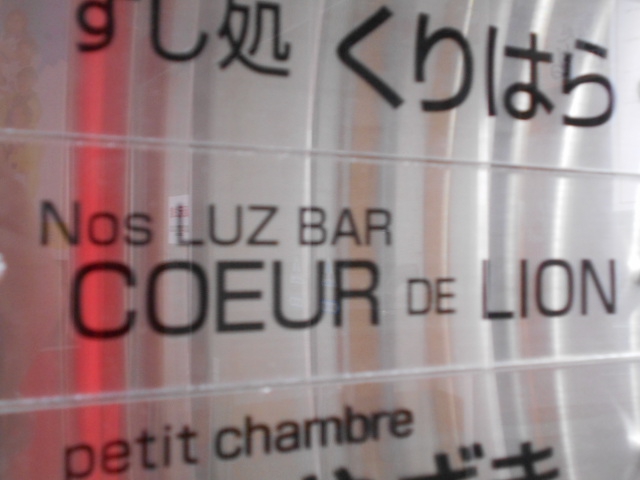 すし処 くりはら
Nos LUZ BAR
COEUR DE LION
petit chambre